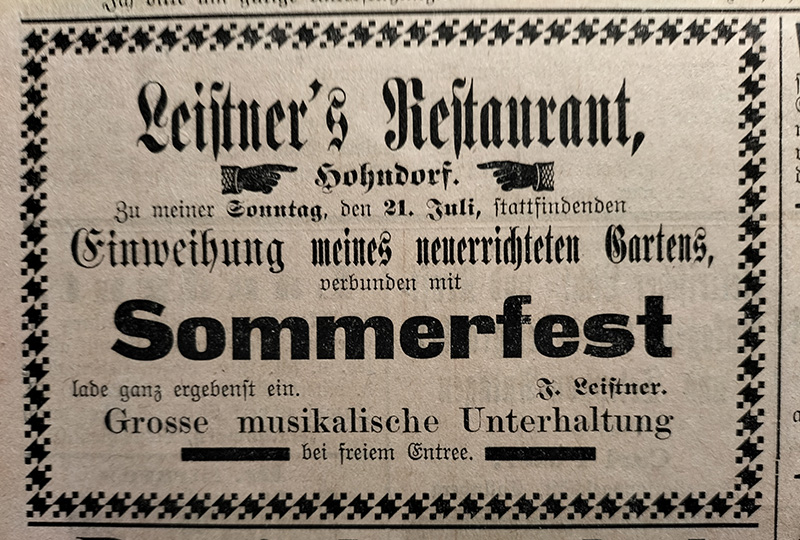 Leistner's Restaurant,
Hohndorf.
Zu meiner Sonntag, den 21. Juli, stattfindenden
Einweihung meines neuerrichteten Gartens,
verbunden mit
Sommerfest
lade ganz ergebenst ein. J. Leistner.
Grosse musikalische Unterhaltung
bei freiem Entree.